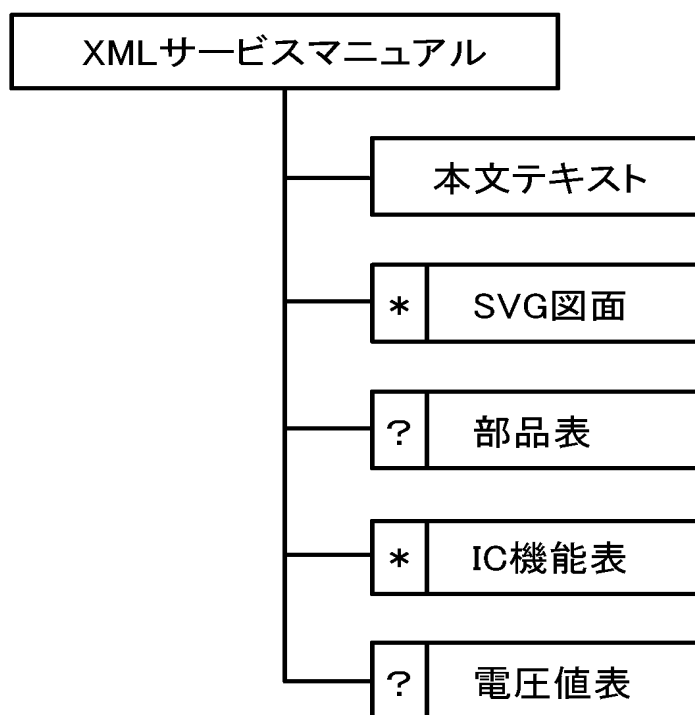 XMLサービスマニュアル
本文テキスト
* SVG図面
? 部品表
* IC機能表
? 電圧値表